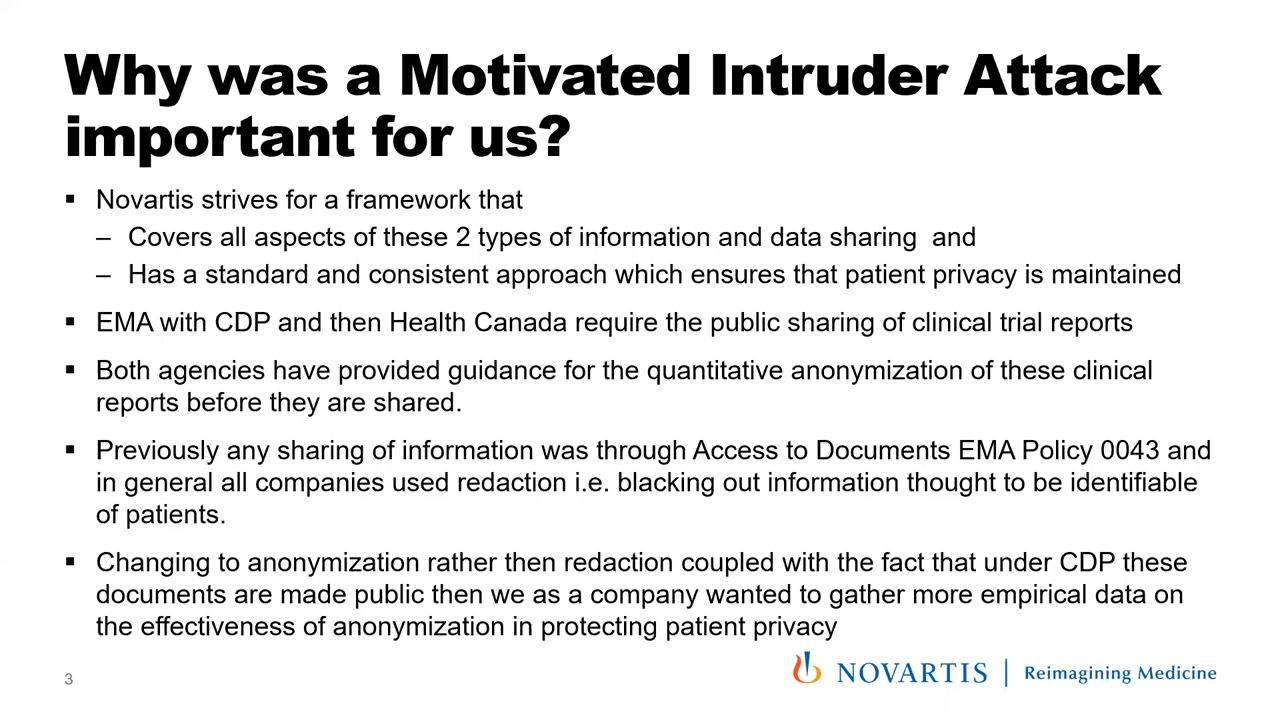 Why was a Motivated Intruder Attack
important for us?
▪ Novartis strives for a framework that
– Covers all aspects of these 2 types of information and data sharing  and
– Has a standard and consistent approach which ensures that patient privacy is maintained
▪ EMA with CDP and then Health Canada require the public sharing of clinical trial reports
▪ Both agencies have provided guidance for the quantitative anonymization of these clinical
reports before they are shared.
▪ Previously any sharing of information was through Access to Documents EMA Policy 0043 and
in general all companies used redaction i.e. blacking out information thought to be identifiable
of patients.
▪ Changing to anonymization rather then redaction coupled with the fact that under CDP these
documents are made public then we as a company wanted to gather more empirical data on
the effectiveness of anonymization in protecting patient privacy
3
NOVARTIS | Reimagining Medicine